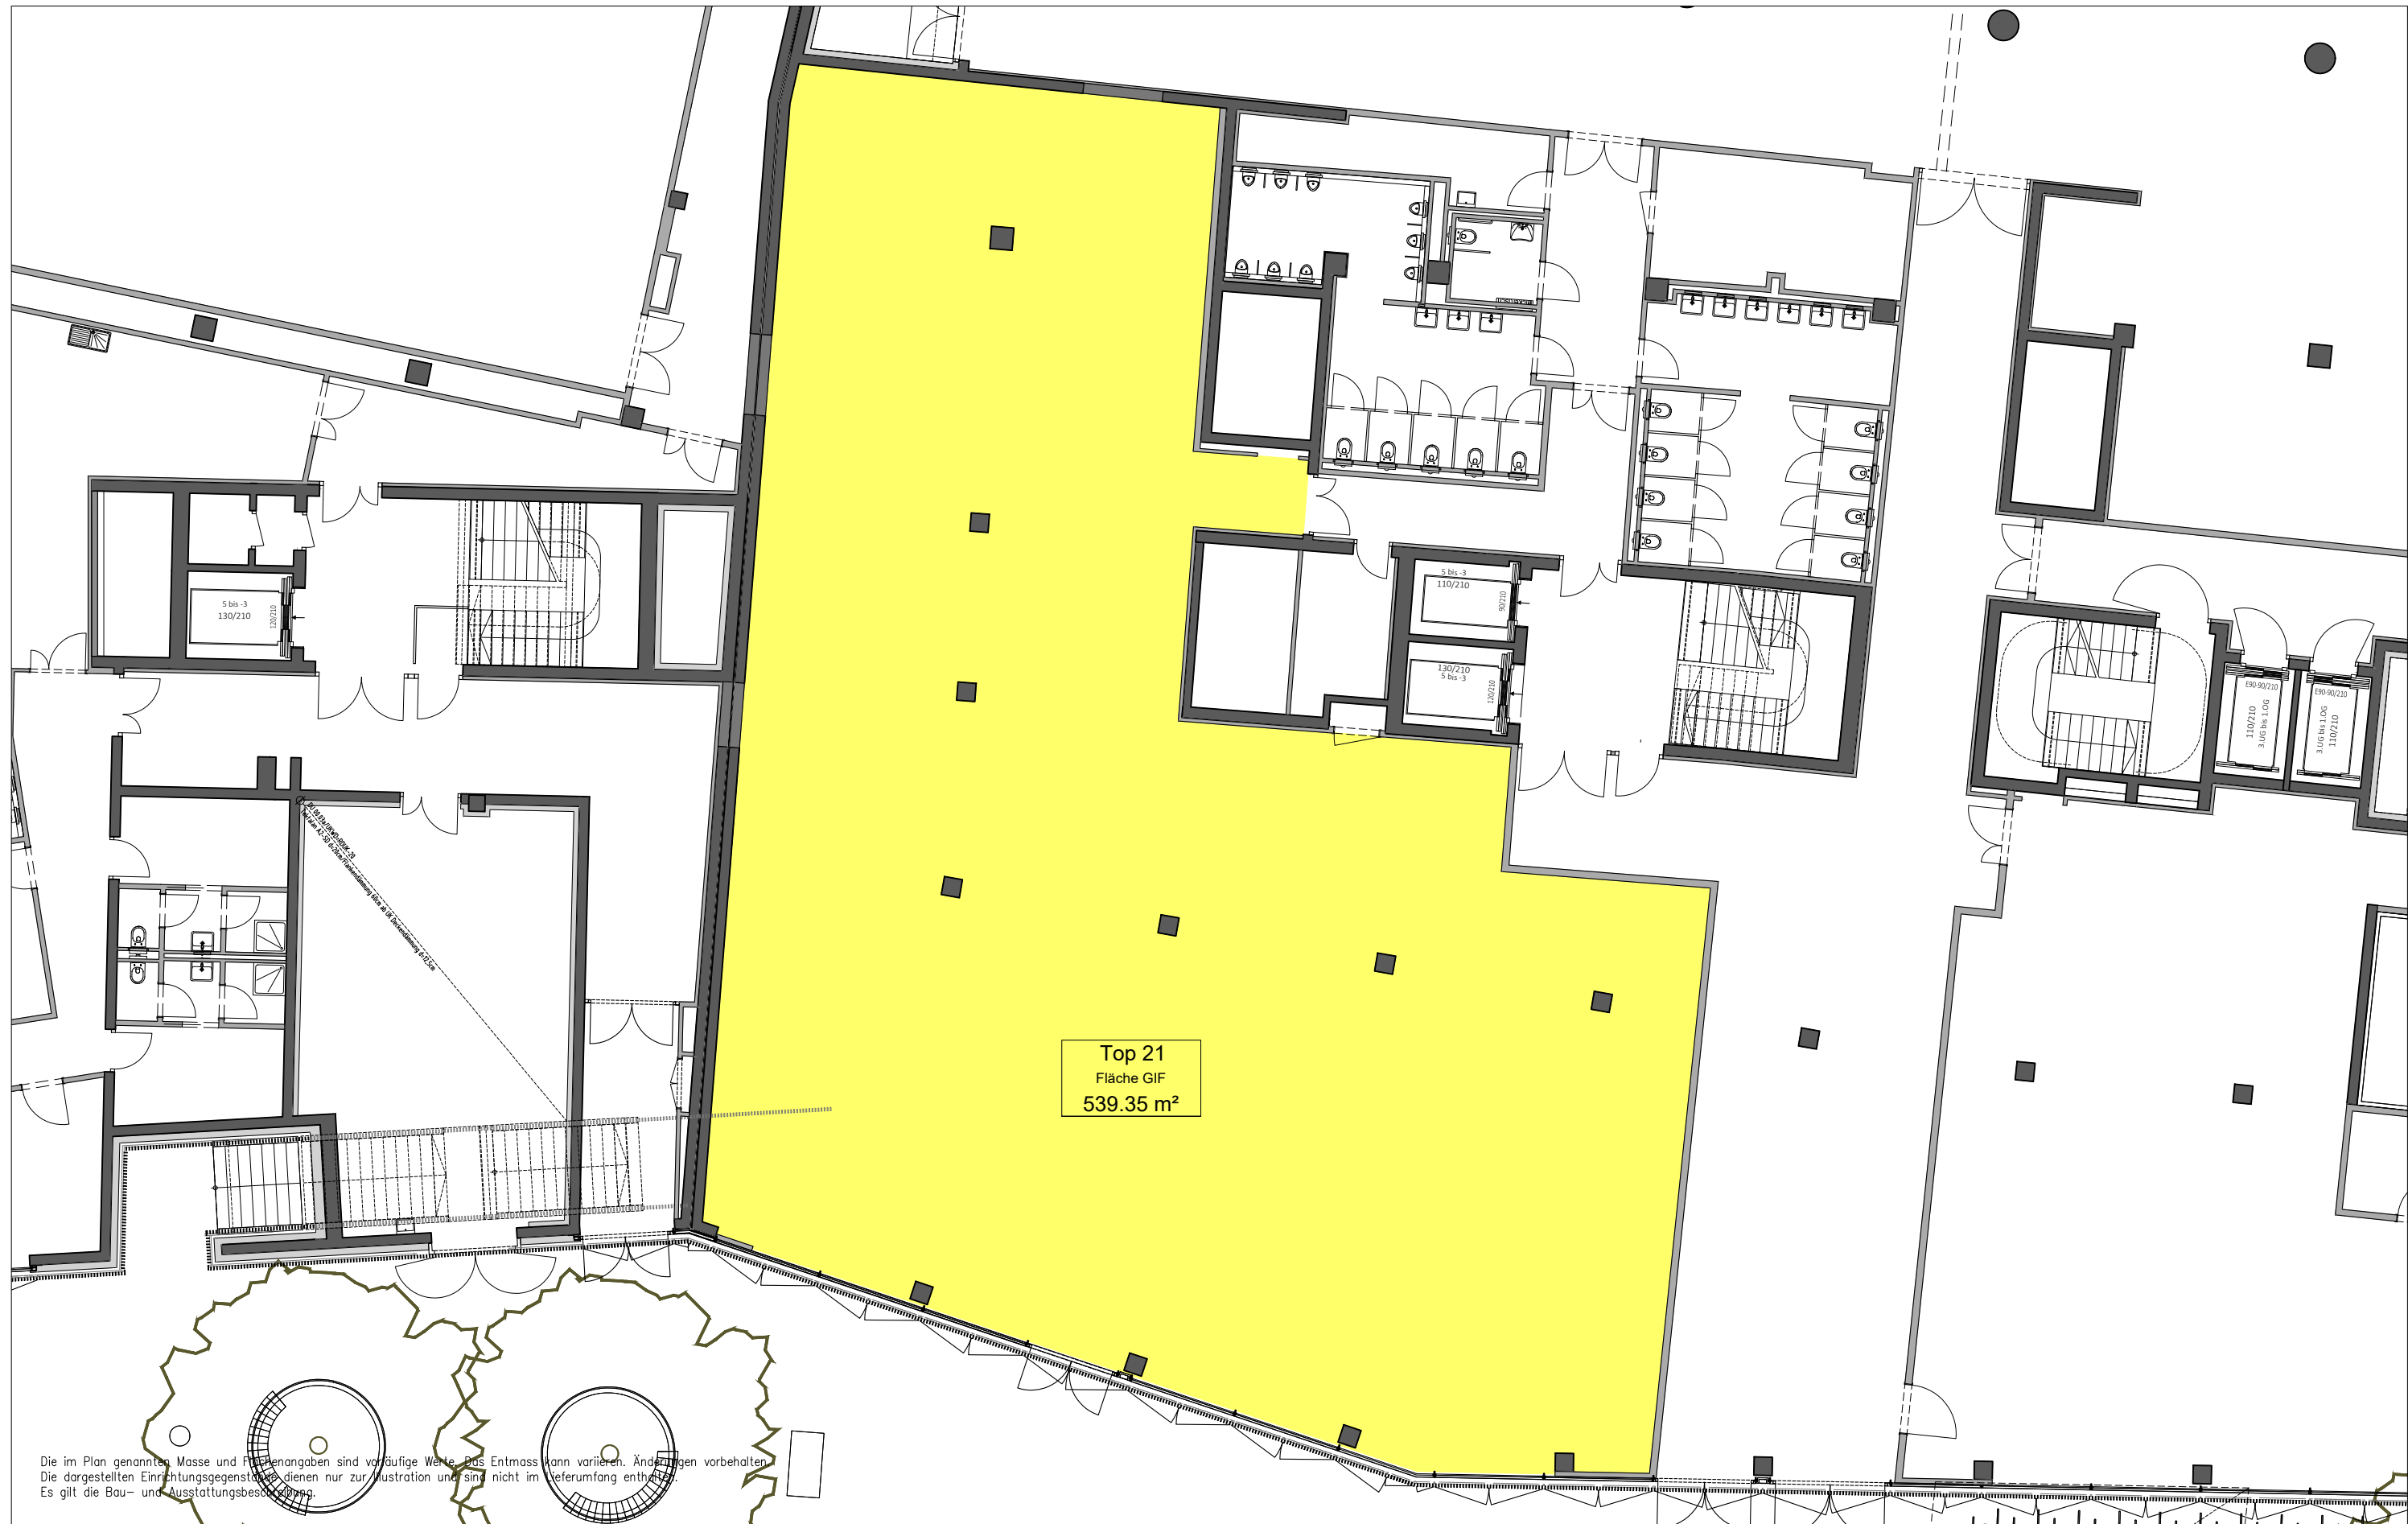 5 bis -3
130/210
120/210
5 bis -3
110/210
90/210
130/210
5 bis -3
120/210
E90-90/210
110/210
3.UG bis 1.OG
E90-90/210
3.UG bis 1.OG
110/210
Top 21
Fläche GIF
539.35 m²
Die im Plan genannten Masse und Flächenangaben sind vorläufige Werte. Das Entmass kann variieren. Änderungen vorbehalten.
Die dargestellten Einrichtungsgegenstände dienen nur zur Illustration und sind nicht im Lieferumfang enthalten.
Es gilt die Bau- und Ausstattungsbeschreibung.